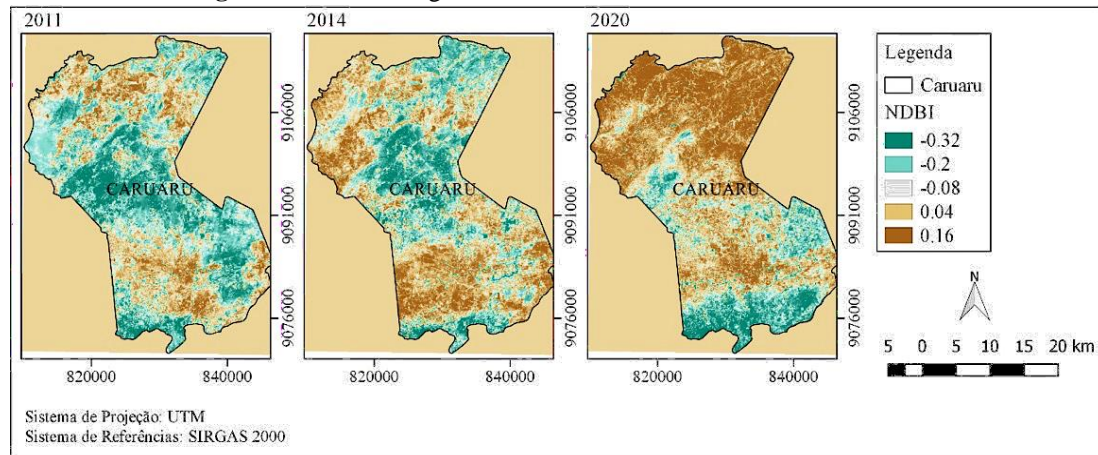 2011
2014
2020
CARUARU
CARUARU
CARUARU
9106000
9091000
9076000
9106000
9091000
9076000
9106000
9091000
9076000
820000 840000
820000 840000
820000 840000
Legenda
Caruaru
NDBI
-0.32
-0.2
-0.08
0.04
0.16
N
5 0 5 10 15 20 km
Sistema de Projeção: UTM
Sistema de Referências: SIRGAS 2000